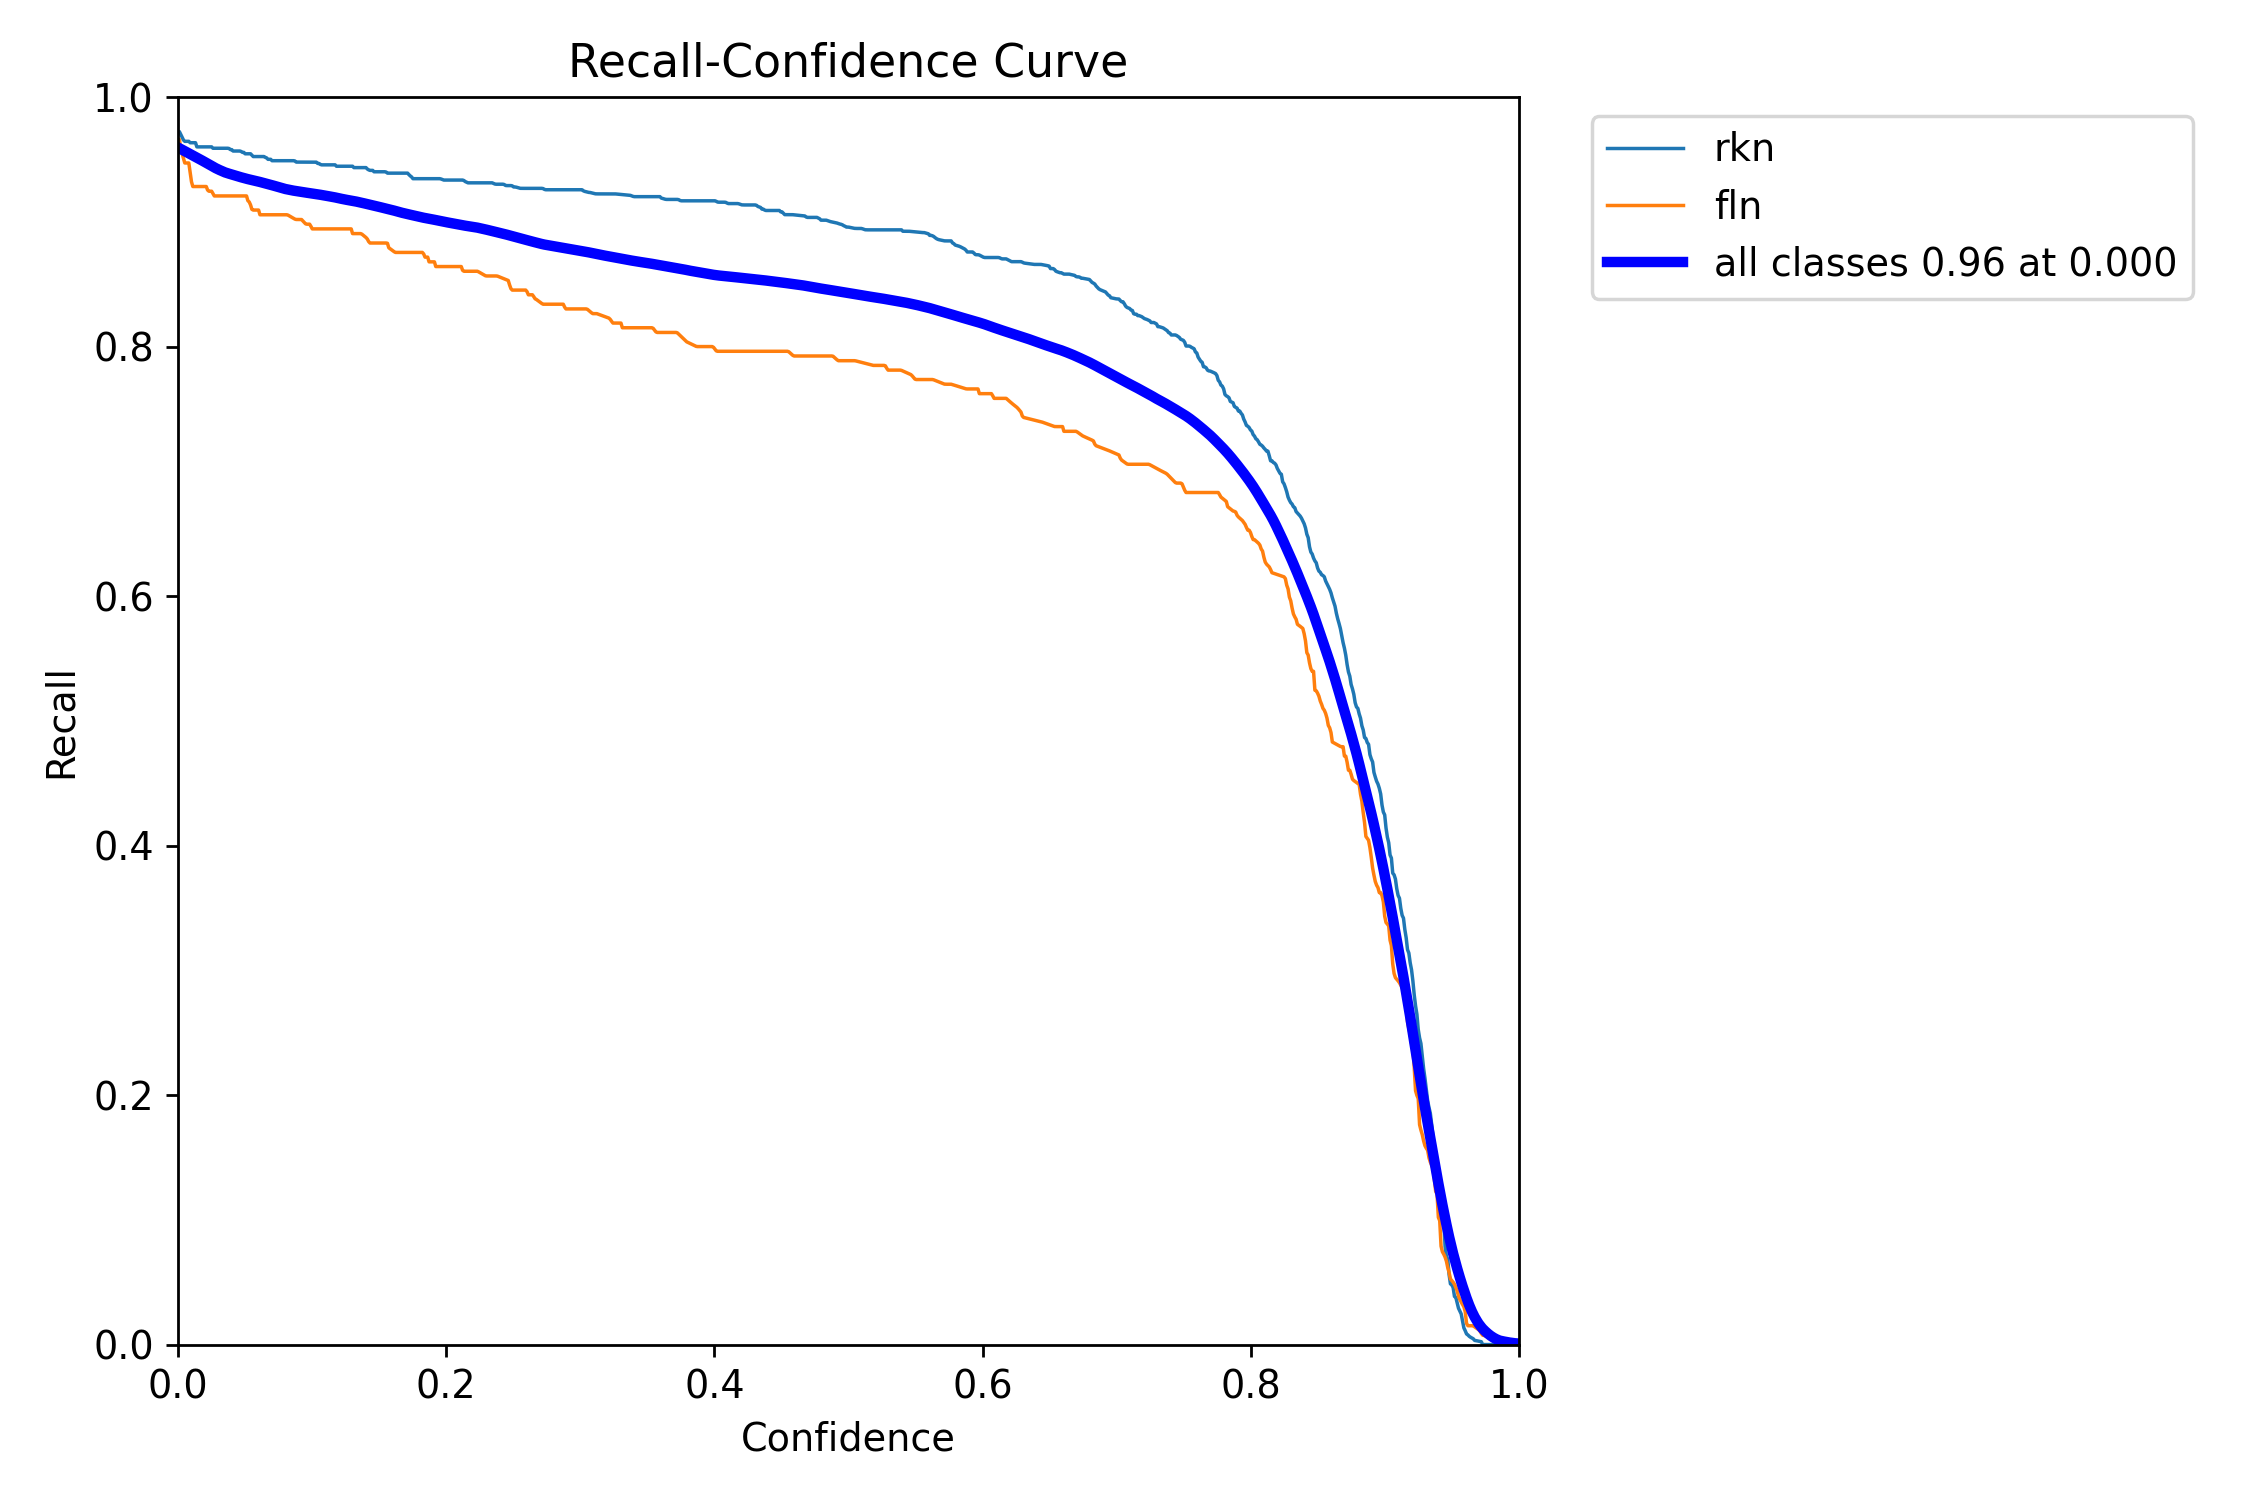 Recall-Confidence Curve
1.0
0.8
0.6
0.4
0.2
0.0
Recall
0.0 0.2 0.4 0.6 0.8 1.0
Confidence
rkn
fln
all classes 0.96 at 0.000